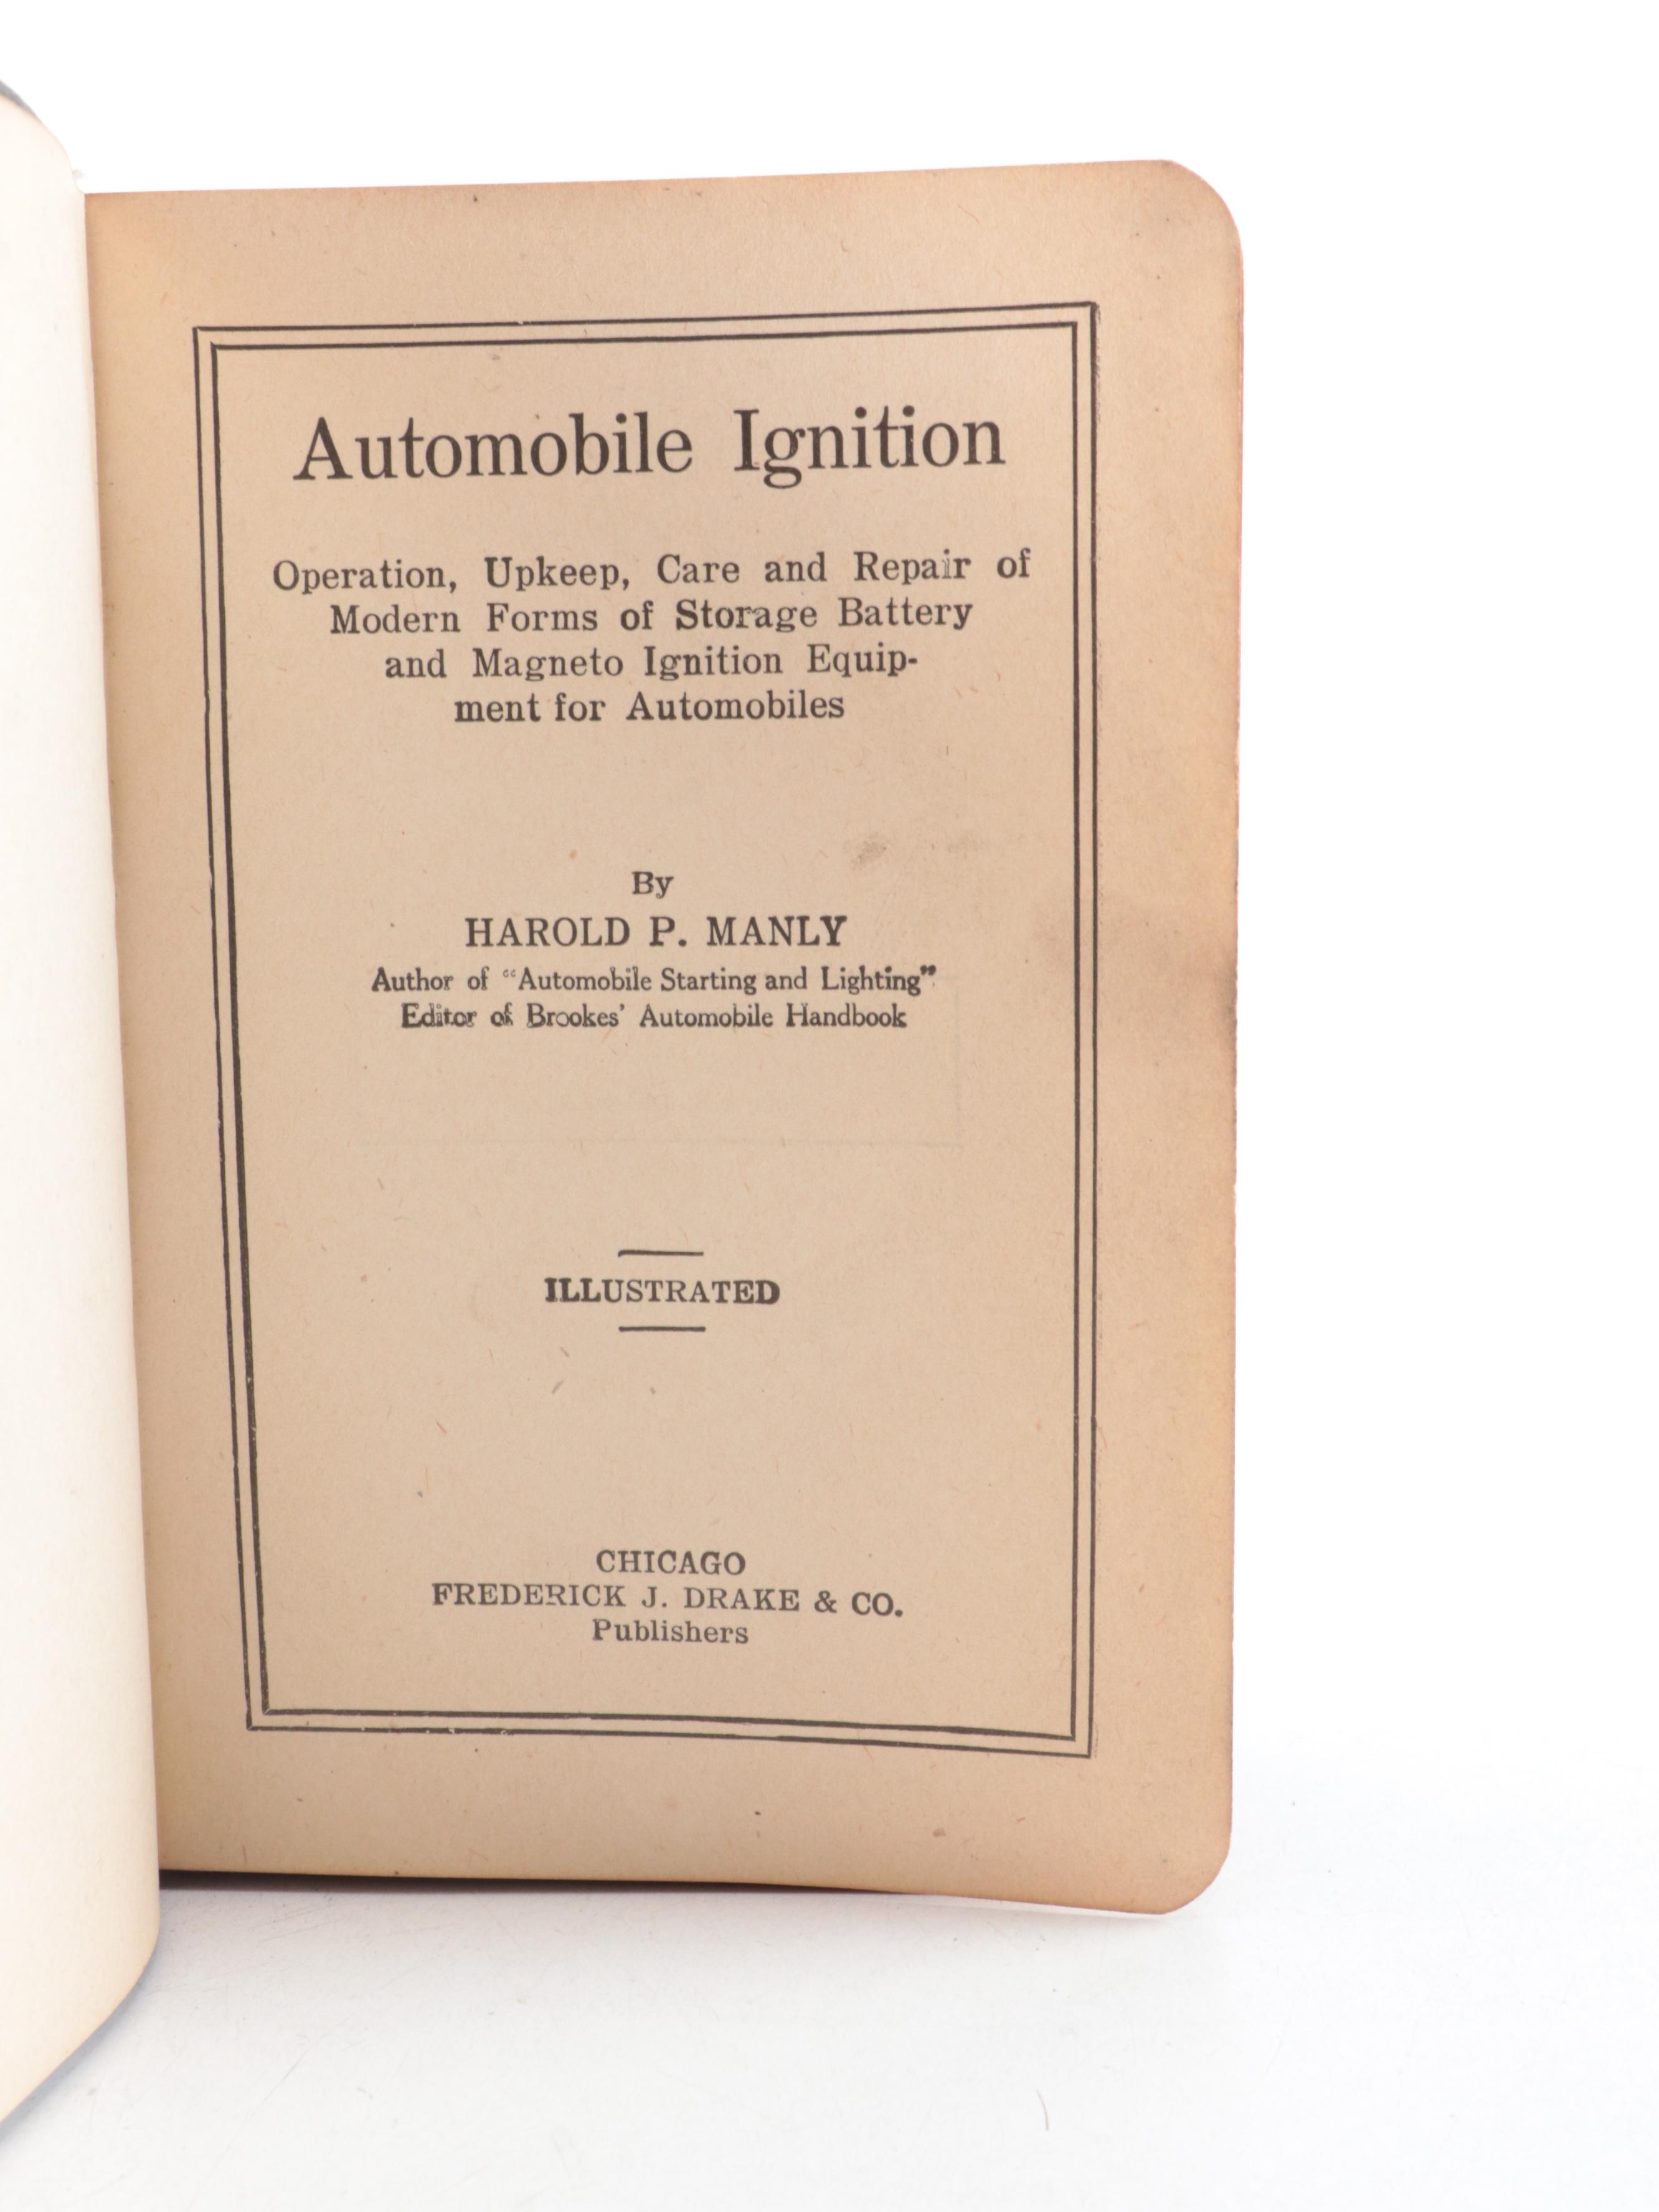 Automobile Ignition
Operation, Upkeep, Care and Repair of
Modern Forms of Storage Battery
and Magneto Ignition Equip-
ment for Automobiles
By
HAROLD P. MANLY
Author of "Automobile Starting and Lighting"
Editor of Brookes' Automobile Handbook
ILLUSTRATED
CHICAGO
FREDERICK J. DRAKE & CO.
Publishers